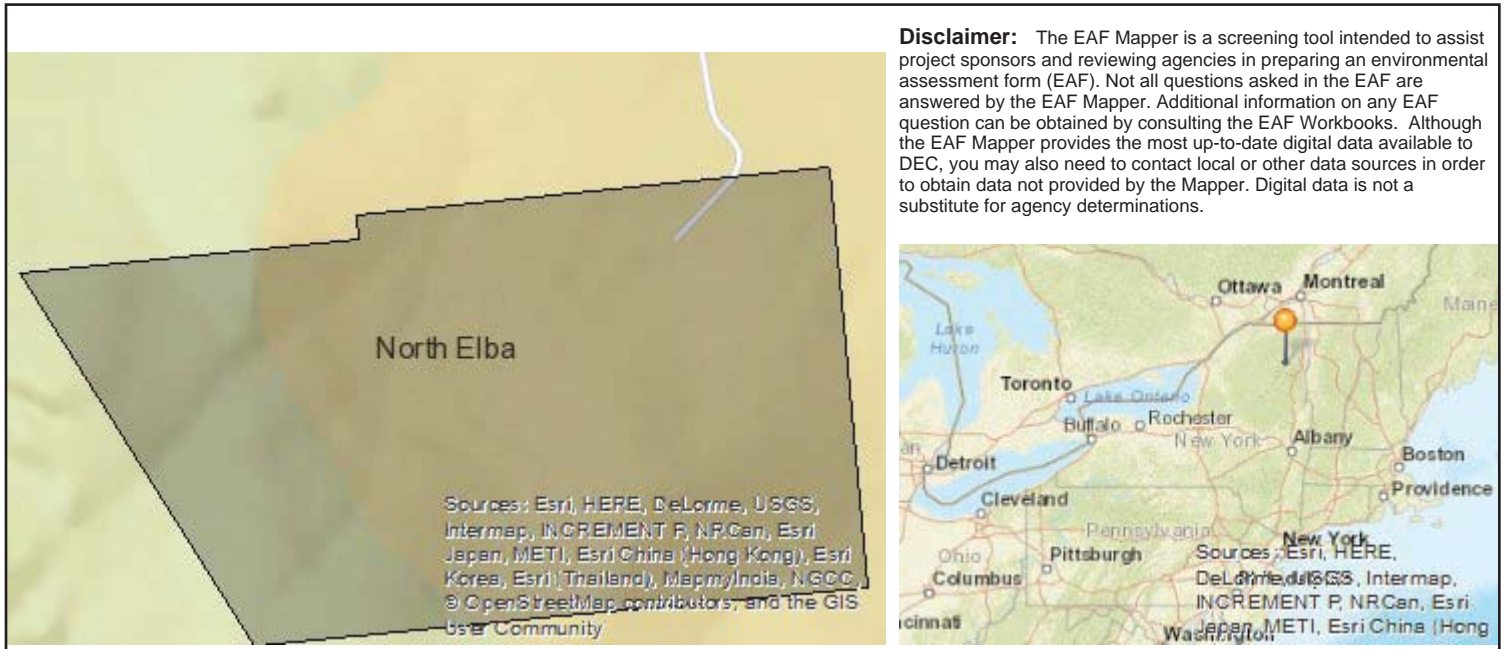 Disclaimer: The EAF Mapper is a screening tool intended to assist
project sponsors and reviewing agencies in preparing an environmental
assessment form (EAF). Not all questions asked in the EAF are
answered by the EAF Mapper. Additional information on any EAF
question can be obtained by consulting the EAF Workbooks. Although
the EAF Mapper provides the most up-to-date digital data available to
DEC, you may also need to contact local or other data sources in order
to obtain data not provided by the Mapper. Digital data is not a
substitute for agency determinations.
North Elba
Sources: Esri, HERE, DeLorme, USGS,
Intermap, INCREMENT P, NRCan, Esri
Japan, METI, Esri China (Hong Kong), Esri
Korea, Esri (Thailand), MapmyIndia, NGCC,
© OpenStreetMap contributors, and the GIS
User Community
Ottawa
Montreal
Maine
Lake
Huron
Toronto
Lake Ontario
Buffalo
Rochester
New York
Albany
Boston
Detroit
Providence
Cleveland
Pennsylvania
New York
Ohio
Pittsburgh
Columbus
Sources: Esri, HERE,
DeLorme, USGS, Intermap,
INCREMENT P, NRCan, Esri
Japan, METI, Esri China (Hong
cinnati
Washington